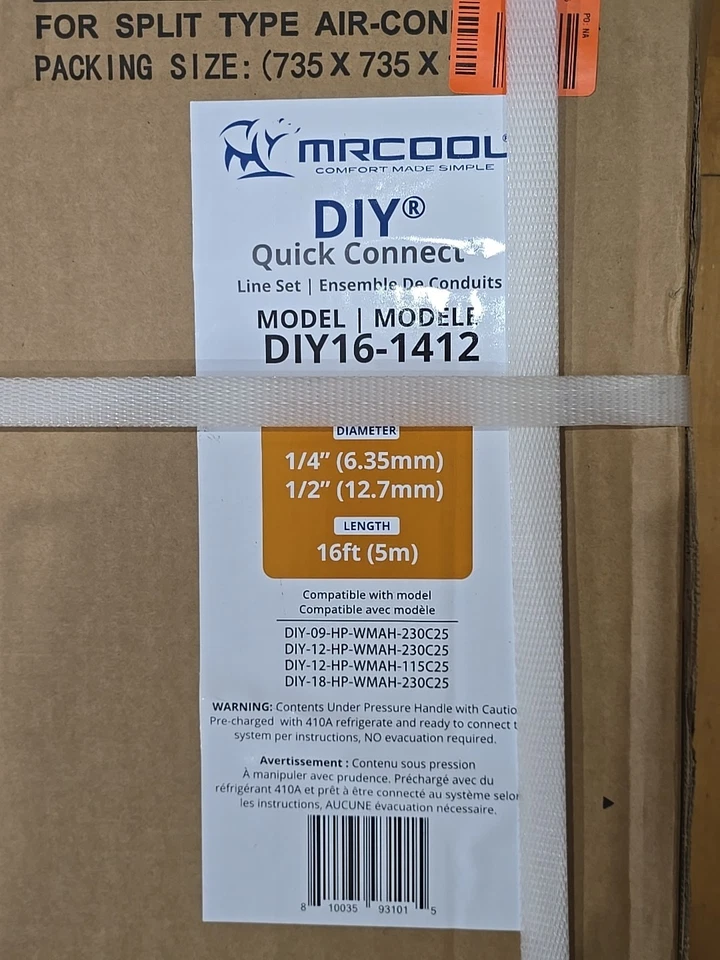 FOR SPLIT TYPE AIR-CON
PACKING SIZE: (735 X 735 X
PO: NA
MRCOOL
COMFORT MADE SIMPLE
DIY®
Quick Connect
Line Set | Ensemble De Conduits
MODEL | MODÈLE
DIY16-1412
DIAMETER
1/4” (6.35mm)
1/2” (12.7mm)
LENGTH
16ft (5m)
Compatible with model
Compatible avec modèle
DIY-09-HP-WMAH-230C25
DIY-12-HP-WMAH-230C25
DIY-12-HP-WMAH-115C25
DIY-18-HP-WMAH-230C25
WARNING: Contents Under Pressure Handle with Cautio
Pre-charged with 410A refrigerate and ready to connect t
system per instructions, NO evacuation required.
Avertissement : Contenu sous pression
À manipuler avec prudence. Préchargé avec du
réfrigérant 410A et prêt à être connecté au système selon
les instructions, AUCUNE évacuation nécessaire.
8 10035 93101 5